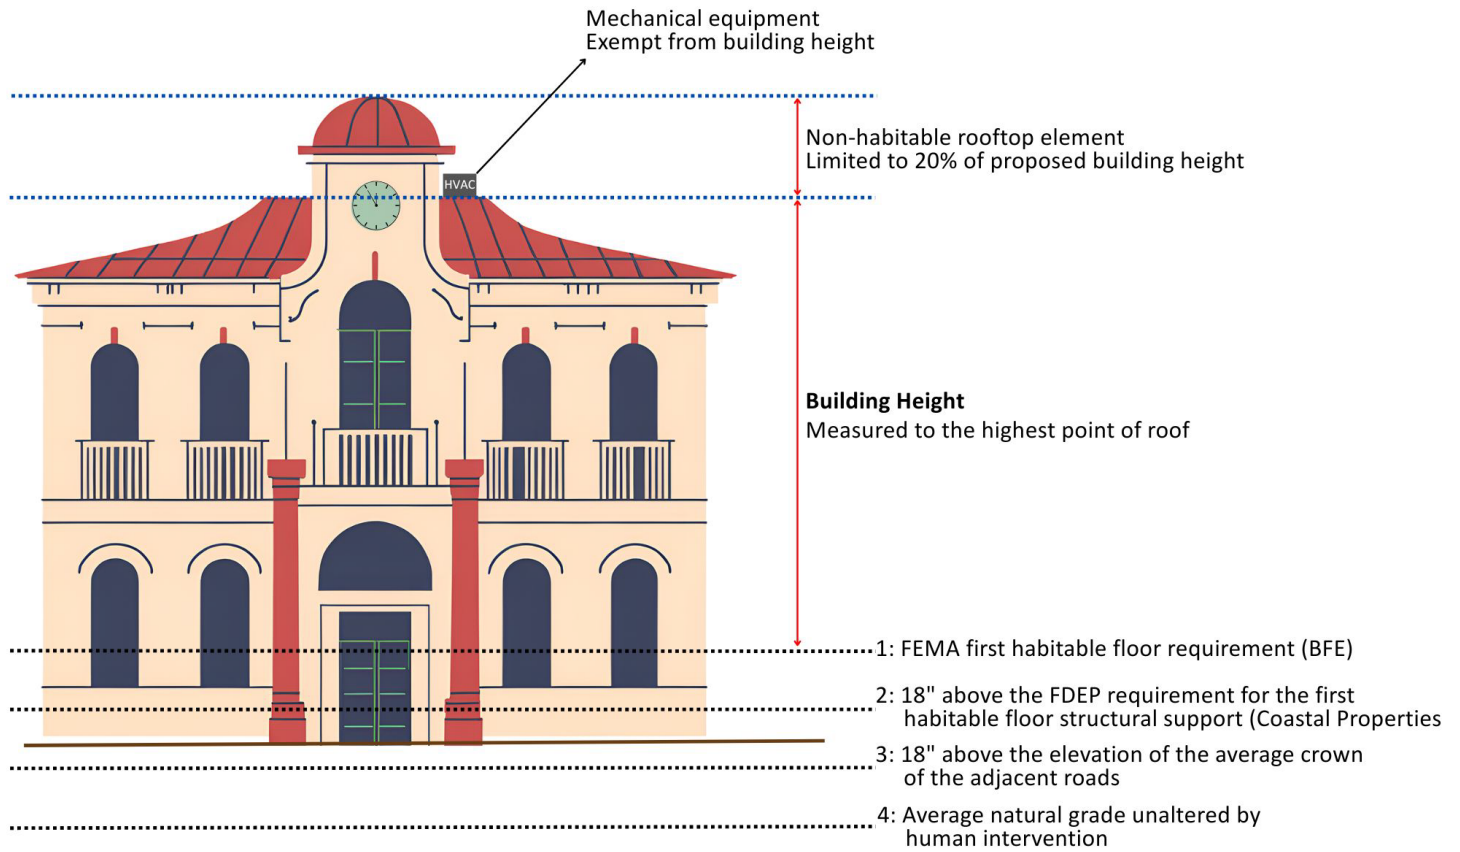 Mechanical equipment
Exempt from building height
Non-habitable rooftop element
Limited to 20% of proposed building height
HVAC
Building Height
Measured to the highest point of roof
1: FEMA first habitable floor requirement (BFE)
2: 18" above the FDEP requirement for the first
habitable floor structural support (Coastal Properties
3: 18" above the elevation of the average crown
of the adjacent roads
4: Average natural grade unaltered by
human intervention